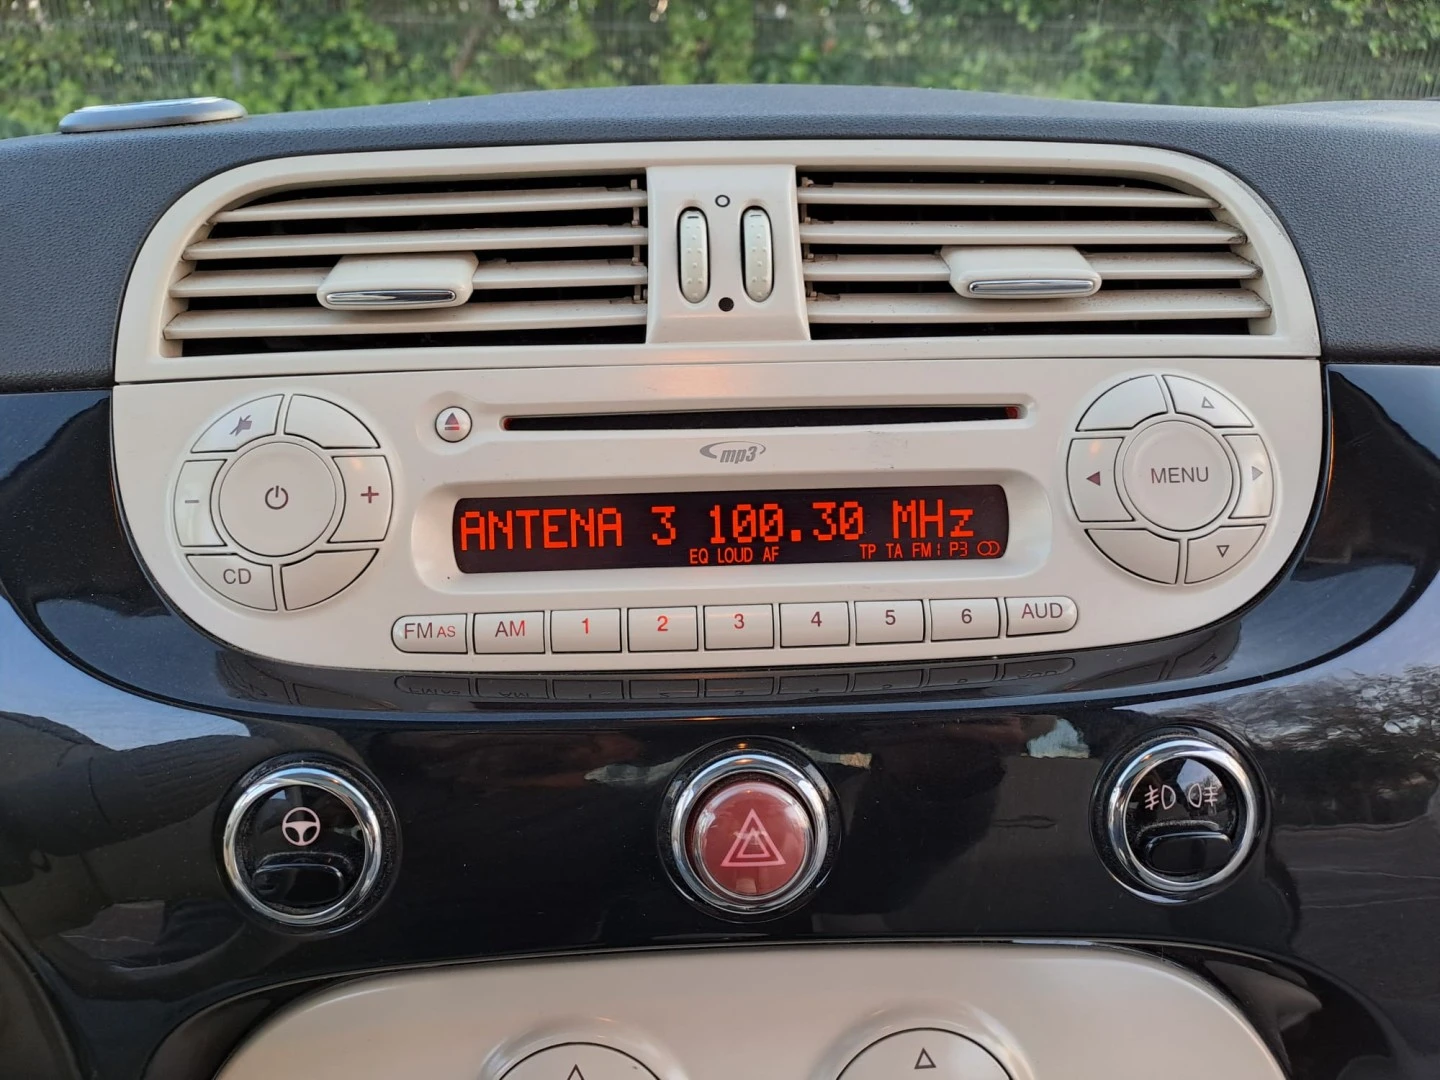 mp3
ANTENA 3 100.30 MHz
EQ LOUD AF TP TA FM1 P3
MENU
CD
FM AS AM 1 2 3 4 5 6 AUD